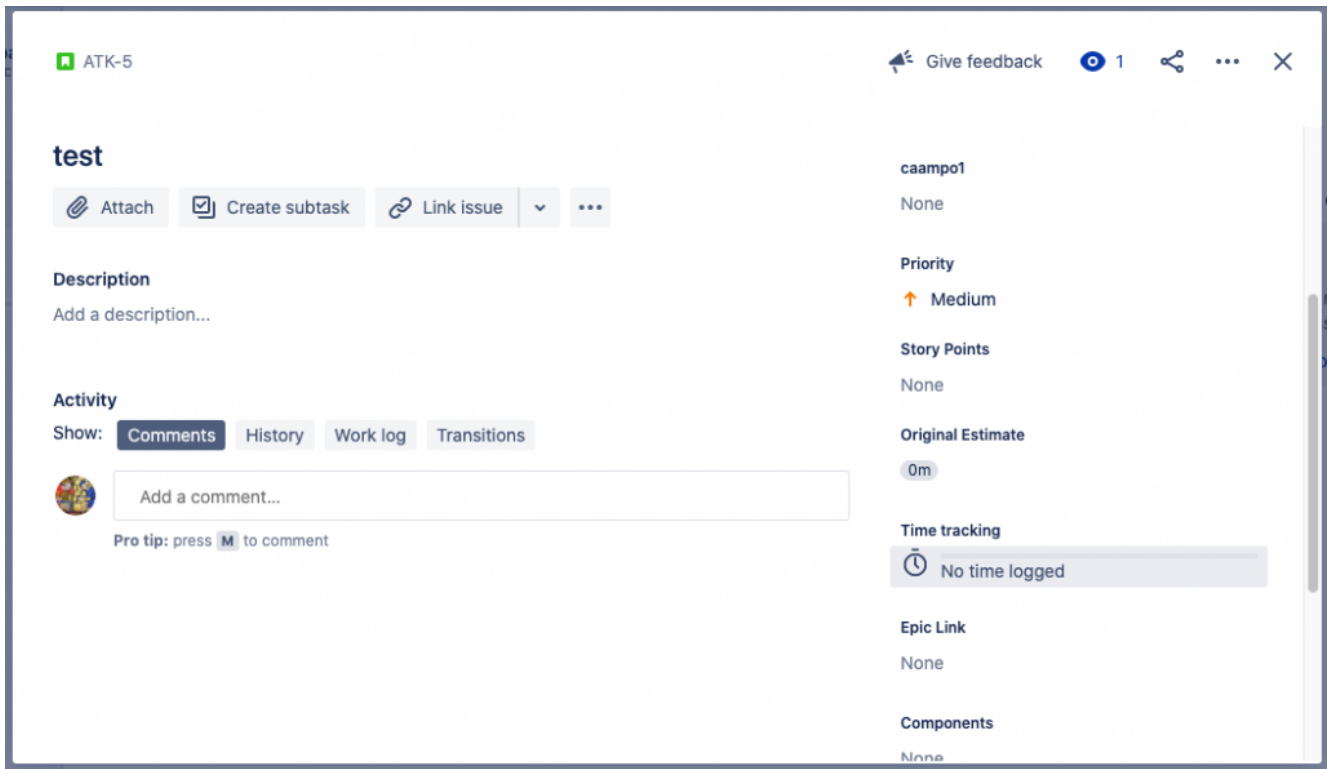 ATK-5
Give feedback
1
test
Attach
Create subtask
Link issue
Description
Add a description...
Activity
Show:
Comments
History
Work log
Transitions
Add a comment...
Pro tip: press M to comment
caampo1
None
Priority
Medium
Story Points
None
Original Estimate
0m
Time tracking
No time logged
Epic Link
None
Components
None